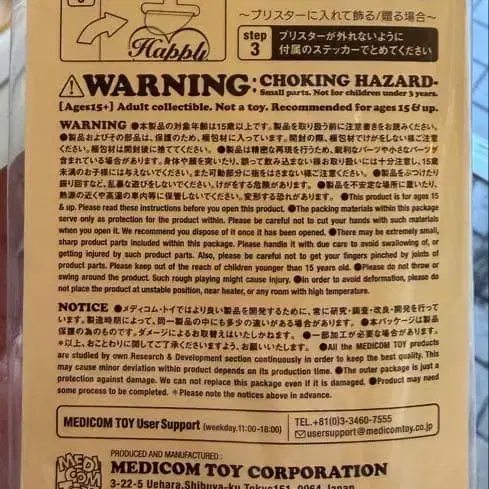 Happy
～ブリスターに入れて飾る/贈る場合～
step 3
ブリスターが外れないように
付属のステッカーでとめてください
WARNING: CHOKING HAZARD-
Small parts. Not for children under 3 years.
[Ages15+] Adult collectible. Not a toy. Recommended for ages 15 & up.
WARNING ●本製品の対象年齢は15歳以上です。製品を取り扱う前に注意書きをお読みください。
●製品およびその部品は、保護のため、梱包材に入っています。開封の際、梱包材でけがをしない様ご注意
ください。梱包材は開封後に捨ててください。●製品は精密な再現を行うため、鋭利なパーツや小さなパーツが
含まれている場合があります。身体や顔を突いたり、誤って飲み込まない様お取り扱いには十分注意し、15歳
未満のお子様には与えないでください。また可動部分に指をはさまない様ご注意ください。●製品をぶつけたり
振り回すなど、乱暴な遊びをしないでください。けがをする危険があります。●製品を不安定な場所に置いたり、
熱源の近くや高温の車内等に保管しないでください。変形する恐れがあります。●This product is for ages 15
& up. Please read these instructions before you open this product. ●The packing materials within this package
serve only as protection for the product within. Please be careful not to cut your hands with such materials
when you open it. We recommend you dispose of it once it has been opened. ●There may be extremely small,
sharp product parts included within this package. Please handle it with due care to avoid swallowing of, or
getting injured by such product parts. Also, please be careful not to get your fingers pinched by joints of
product parts. Please keep out of the reach of children younger than 15 years old. ●Please do not throw or
swing around the product. Such rough playing might cause injury. ●In order to avoid deformation, please do
not place the product at unstable position, near heater, or any room with high temperature.
NOTICE ●メディコム・トイではより良い製品を開発するために、常に研究・調査・改良・開発を行って
います。製造時期によって、同一製品の中にも多少の違いがある場合があります。●本パッケージは製品
保護の為のものです。ダメージによるお取替えはいたしかねます。●一部加工が必要な場合があります。
※以上、おことわりに関してご了承くださいますよう、お願いいたします。●All the MEDICOM TOY products
are studied by own Research & Development section continuously in order to keep the best quality. This
may cause minor deviation within product depends on its production time. ●The outer package is just a
protection against damage. We can not replace this package even if it is damaged. ●Product may need
some process to be completed. ＊Please note the notices above in advance.
MEDICOM TOY User Support (weekday.11:00-18:00)
TEL.+81(0)3-3460-7555
usersupport@medicomtoy.co.jp
MEDI
COM
PRODUCED AND MANUFACTURED:
MEDICOM TOY CORPORATION
3-22-5 Uehara,Shibuya-ku Tokyo151-0064 Japan